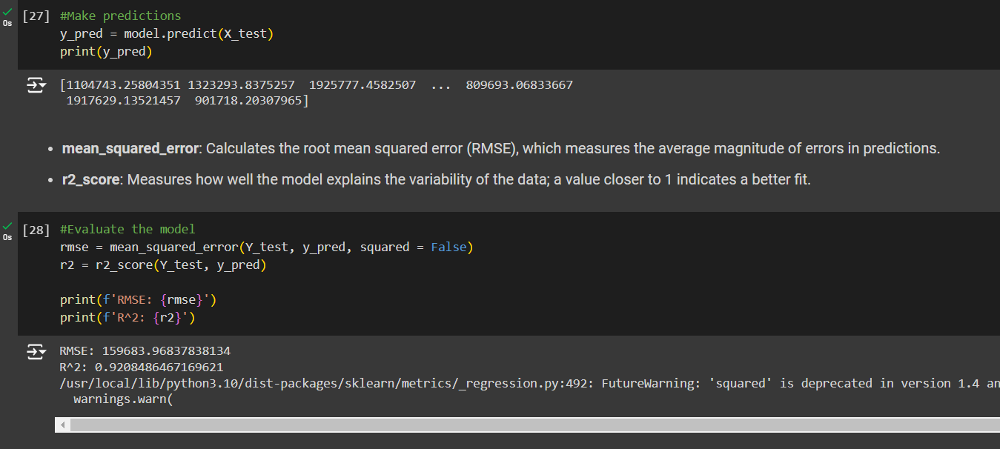 0s
[27] #Make predictions
y_pred = model.predict(X_test)
print(y_pred)
[1104743.25804351 1323293.8375257  1925777.4582507  ...  809693.06833667
 1917629.13521457  901718.20307965]
• mean_squared_error: Calculates the root mean squared error (RMSE), which measures the average magnitude of errors in predictions.
• r2_score: Measures how well the model explains the variability of the data; a value closer to 1 indicates a better fit.
0s
[28] #Evaluate the model
rmse = mean_squared_error(Y_test, y_pred, squared = False)
r2 = r2_score(Y_test, y_pred)
print(f'RMSE: {rmse}')
print(f'R^2: {r2}')
RMSE: 159683.96837838134
R^2: 0.9208486467169621
/usr/local/lib/python3.10/dist-packages/sklearn/metrics/_regression.py:492: FutureWarning: 'squared' is deprecated in version 1.4 an
  warnings.warn(